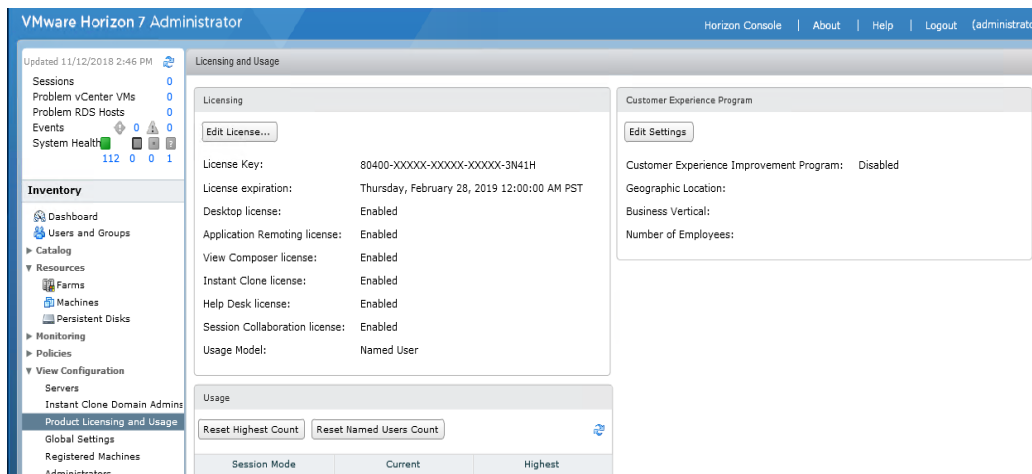 VMware Horizon 7 Administrator
Horizon Console | About | Help | Logout (administrato
Updated 11/12/2018 2:46 PM
Sessions 0
Problem vCenter VMs 0
Problem RDS Hosts 0
Events 0 0
System Health
112 0 0 1
Inventory
Dashboard
Users and Groups
Catalog
Resources
Farms
Machines
Persistent Disks
Monitoring
Policies
View Configuration
Servers
Instant Clone Domain Admins
Product Licensing and Usage
Global Settings
Registered Machines
Administrators
Licensing and Usage
Licensing
Edit License...
License Key: 80400-XXXXX-XXXXX-XXXXX-3N41H
License expiration: Thursday, February 28, 2019 12:00:00 AM PST
Desktop license: Enabled
Application Remoting license: Enabled
View Composer license: Enabled
Instant Clone license: Enabled
Help Desk license: Enabled
Session Collaboration license: Enabled
Usage Model: Named User
Usage
Reset Highest Count Reset Named Users Count
Session Mode Current Highest
Customer Experience Program
Edit Settings
Customer Experience Improvement Program: Disabled
Geographic Location:
Business Vertical:
Number of Employees: